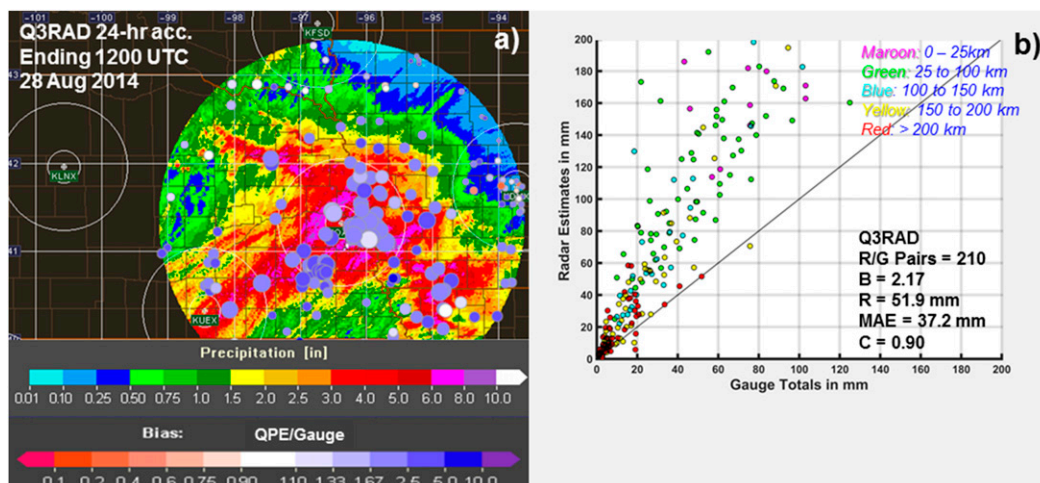 Q3RAD 24-hr acc.
Ending 1200 UTC
28 Aug 2014
a)
-100 -99 -98 -97 -96 -95 -94
KFSD
43
42
KLNX
41
KUEX
Precipitation [in]
0.01 0.10 0.25 0.50 0.75 1.0 1.5 2.0 2.5 3.0 4.0 5.0 6.0 8.0 10.0
Bias: QPE/Gauge
0.1 0.2 0.4 0.6 0.75 0.90 1.10 1.33 1.67 2.5 5.0 10.0
b)
Maroon: 0 – 25km
Green: 25 to 100 km
Blue: 100 to 150 km
Yellow: 150 to 200 km
Red: > 200 km
Radar Estimates in mm
200
180
160
140
120
100
80
60
40
20
0
Q3RAD
R/G Pairs = 210
B = 2.17
R = 51.9 mm
MAE = 37.2 mm
C = 0.90
0 20 40 60 80 100 120 140 160 180 200
Gauge Totals in mm